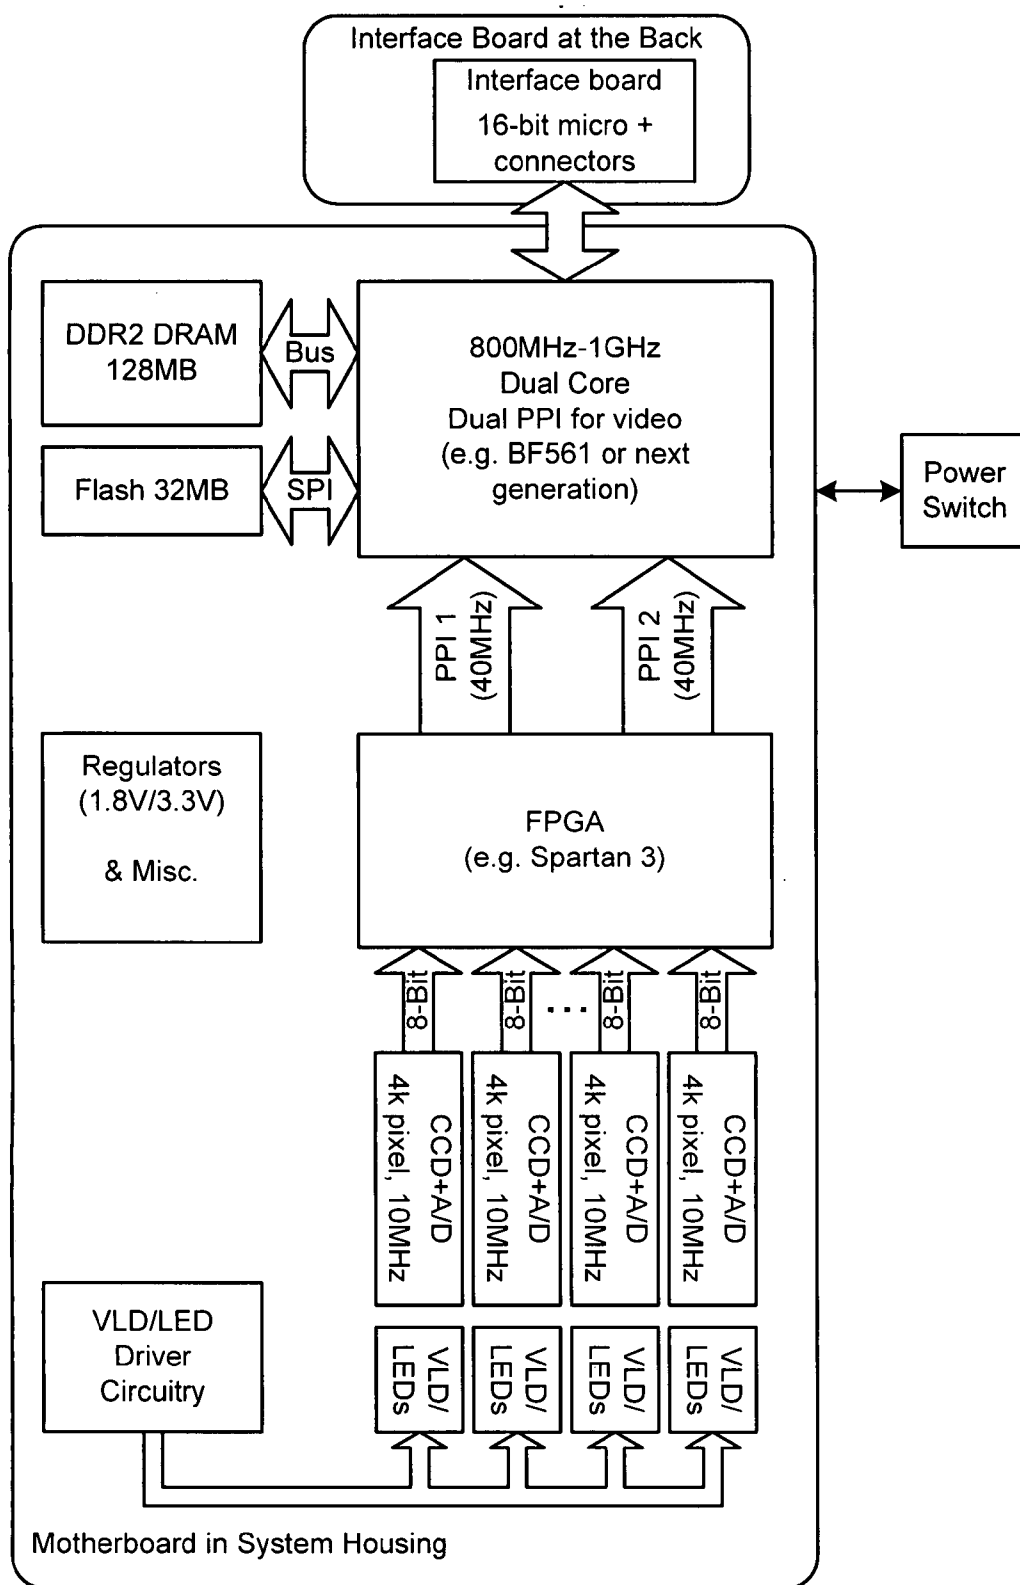 Interface Board at the Back
Interface board
16-bit micro +
connectors
DDR2 DRAM
128MB
Bus
800MHz-1GHz
Dual Core
Dual PPI for video
(e.g. BF561 or next
generation)
Flash 32MB
SPI
Power
Switch
PPI 1
(40MHz)
PPI 2
(40MHz)
Regulators
(1.8V/3.3V)
& Misc.
FPGA
(e.g. Spartan 3)
8-Bit
8-Bit
...
8-Bit
8-Bit
CCD+A/D
4k pixel, 10MHz
CCD+A/D
4k pixel, 10MHz
CCD+A/D
4k pixel, 10MHz
CCD+A/D
4k pixel, 10MHz
VLD/LED
Driver
Circuitry
VLD/
LEDs
VLD/
LEDs
VLD/
LEDs
VLD/
LEDs
Motherboard in System Housing